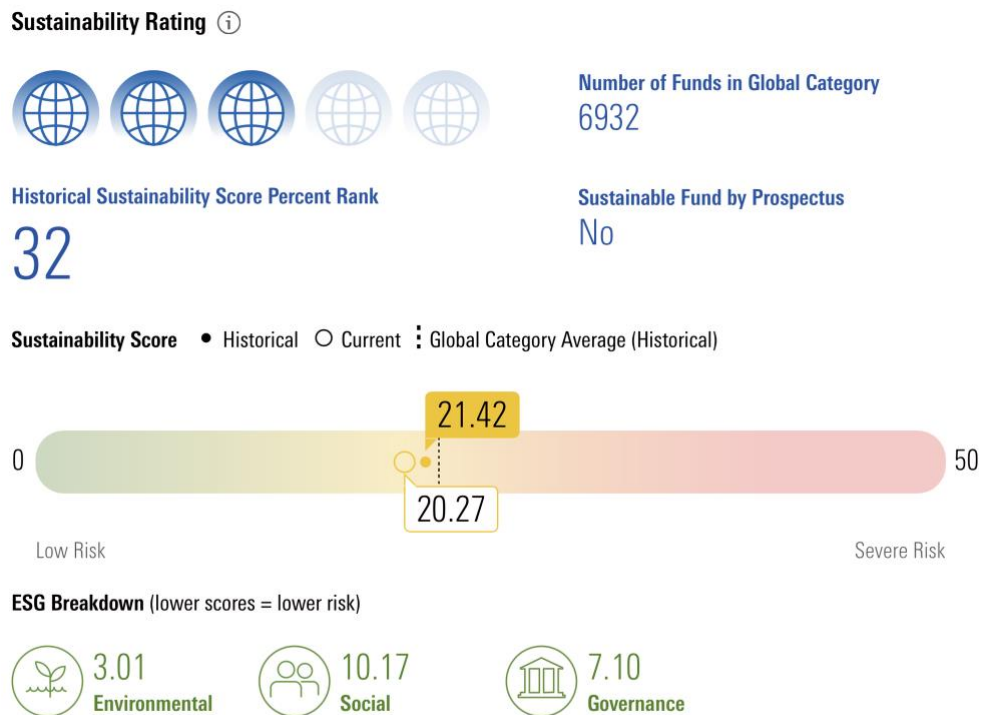 Sustainability Rating
Number of Funds in Global Category
6932
Historical Sustainability Score Percent Rank
32
Sustainable Fund by Prospectus
No
Sustainability Score Historical Current Global Category Average (Historical)
21.42
0
50
20.27
Low Risk Severe Risk
ESG Breakdown (lower scores = lower risk)
3.01
Environmental
10.17
Social
7.10
Governance